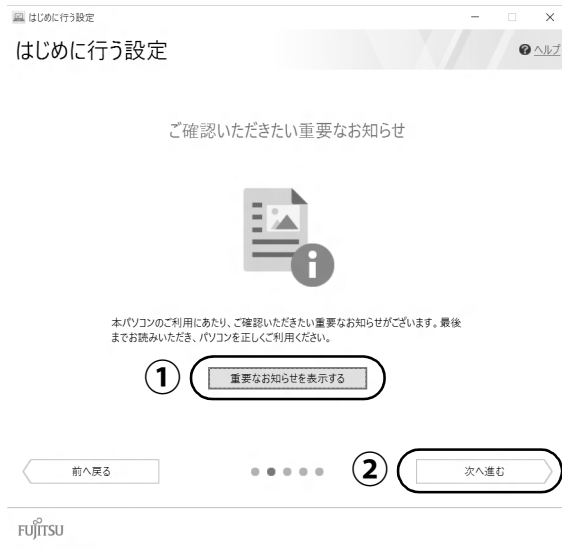 はじめに行う設定
はじめに行う設定
ヘルプ
ご確認いただきたい重要なお知らせ
本パソコンのご利用にあたり、ご確認いただきたい重要なお知らせがございます。最後
までお読みいただき、パソコンを正しくご利用ください。
① 重要なお知らせを表示する
前へ戻る ② 次へ進む
FUJITSU